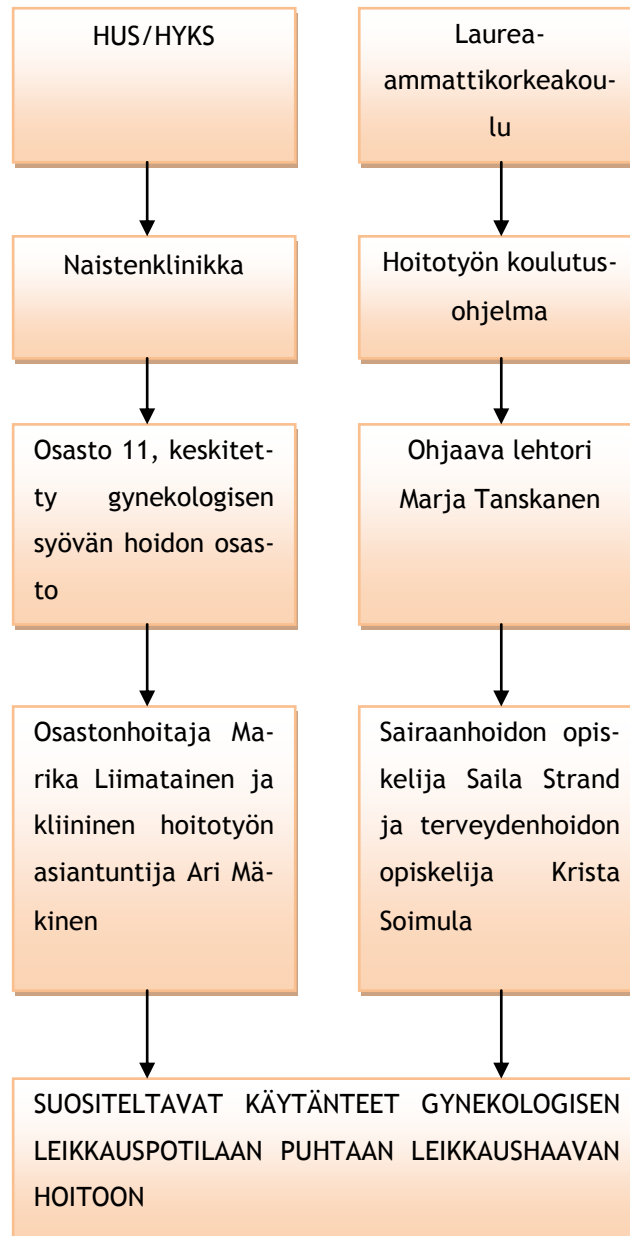 HUS/HYKS
Laurea-
ammattikorkeakou-
lu
Naistenklinikka
Hoitotyön koulutus-
ohjelma
Osasto 11, keskitet-
ty gynekologisen
syövän hoidon osas-
to
Ohjaava lehtori
Marja Tanskanen
Osastonhoitaja Ma-
rika Liimatainen ja
kliininen hoitotyön
asiantuntija Ari Mä-
kinen
Sairaanhoidon opis-
kelija Saila Strand
ja terveydenhoidon
opiskelija Krista
Soimula
SUOSITELTAVAT KÄYTÄNTEET GYNEKOLOGISEN
LEIKKAUSPOTILAAN PUHTAAN LEIKKAUSHAAVAN
HOITOON